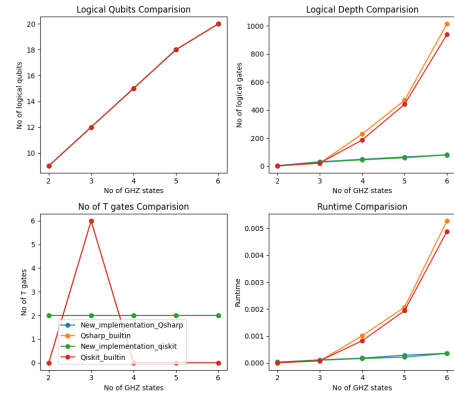 Logical Qubits Comparision
20
18
16
14
12
10
No of logical qubits
2 3 4 5 6
No of GHZ states
Logical Depth Comparision
1000
800
600
400
200
0
No of logical gates
2 3 4 5 6
No of GHZ states
No of T gates Comparision
6
5
4
3
2
1
0
No of T gates
New_implementation_Qsharp
Qsharp_builtin
New_implementation_qiskit
Qiskit_builtin
2 3 4 5 6
No of GHZ states
Runtime Comparision
0.005
0.004
0.003
0.002
0.001
0.000
Runtime
2 3 4 5 6
No of GHZ states